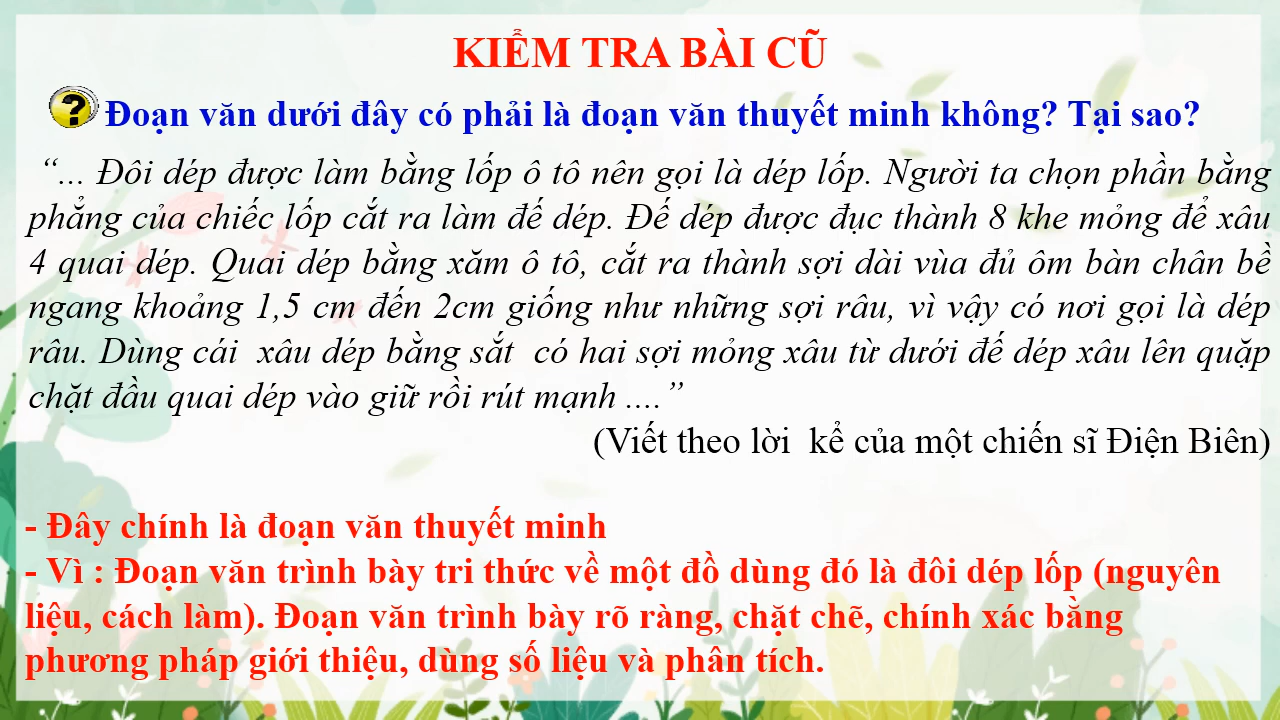 KIỂM TRA BÀI CŨ
? Đoạn văn dưới đây có phải là đoạn văn thuyết minh không? Tại sao?
“... Đôi dép được làm bằng lốp ô tô nên gọi là dép lốp. Người ta chọn phần bằng
phẳng của chiếc lốp cắt ra làm đế dép. Đế dép được đục thành 8 khe mỏng để xâu
4 quai dép. Quai dép bằng xăm ô tô, cắt ra thành sợi dài vùa đủ ôm bàn chân bề
ngang khoảng 1,5 cm đến 2cm giống như những sợi râu, vì vậy có nơi gọi là dép
râu. Dùng cái xâu dép bằng sắt có hai sợi mỏng xâu từ dưới đế dép xâu lên quặp
chặt đầu quai dép vào giữ rồi rút mạnh ....”
(Viết theo lời kể của một chiến sĩ Điện Biên)
- Đây chính là đoạn văn thuyết minh
- Vì : Đoạn văn trình bày tri thức về một đồ dùng đó là đôi dép lốp (nguyên
liệu, cách làm). Đoạn văn trình bày rõ ràng, chặt chẽ, chính xác bằng
phương pháp giới thiệu, dùng số liệu và phân tích.